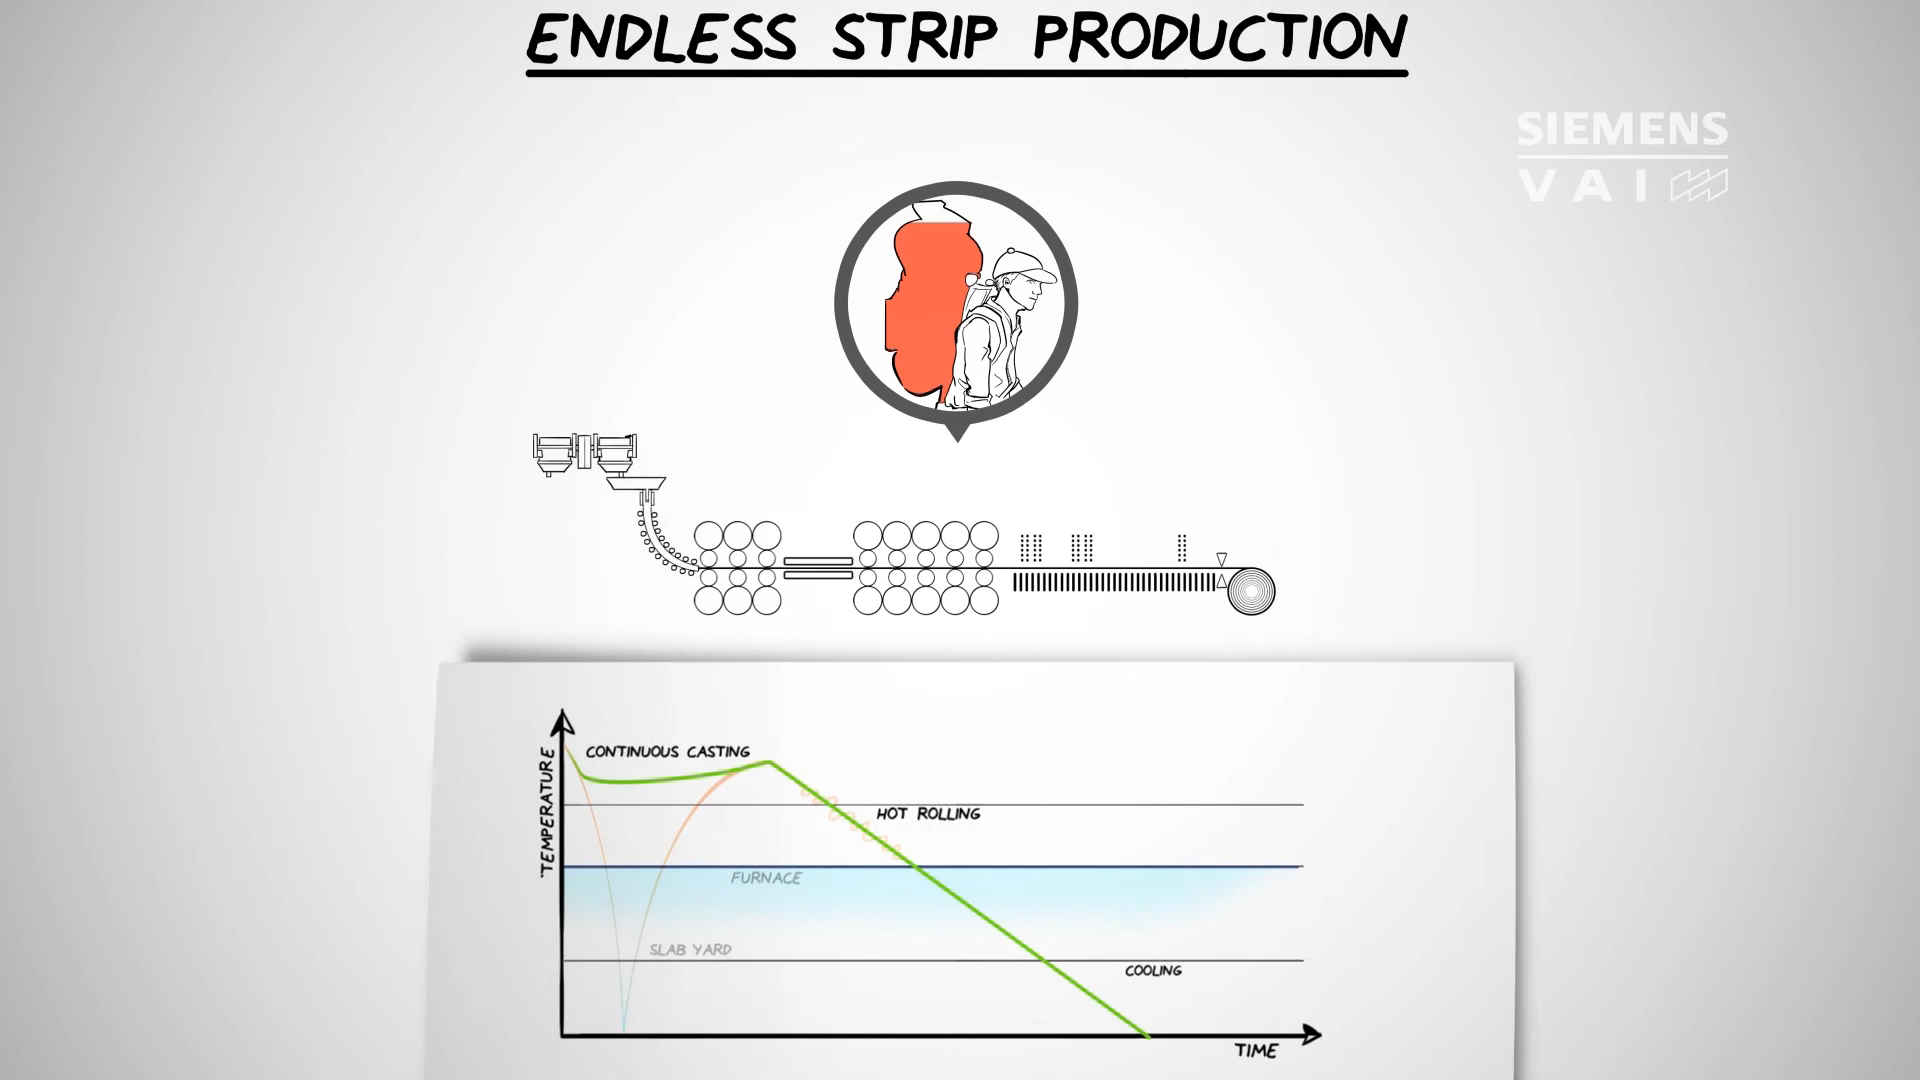 ENDLESS STRIP PRODUCTION
SIEMENS
VAI
TEMPERATURE
CONTINUOUS CASTING
HOT ROLLING
FURNACE
SLAB YARD
COOLING
TIME